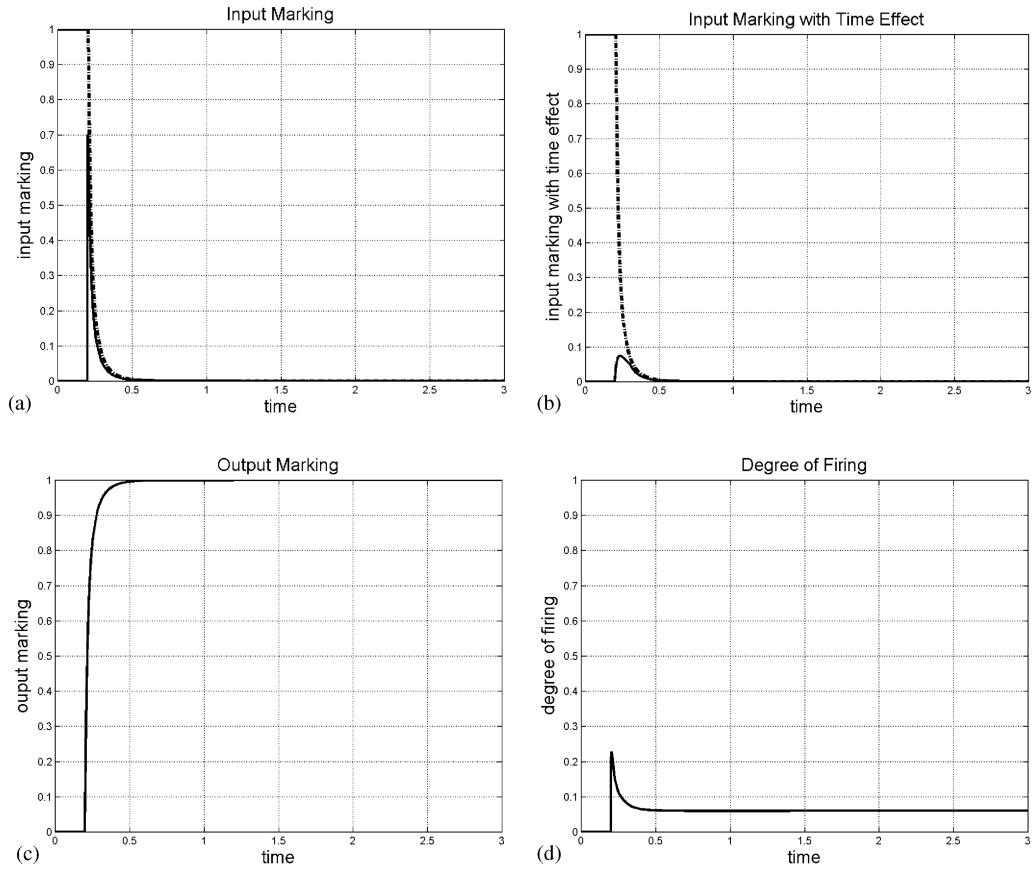 Input Marking
1
0.9
0.8
0.7
0.6
0.5
0.4
0.3
0.2
0.1
0
input marking
0 0.5 1 1.5 2 2.5 3
time
(a)
Input Marking with Time Effect
1
0.9
0.8
0.7
0.6
0.5
0.4
0.3
0.2
0.1
0
input marking with time effect
0 0.5 1 1.5 2 2.5 3
time
(b)
Output Marking
1
0.9
0.8
0.7
0.6
0.5
0.4
0.3
0.2
0.1
0
ouput marking
0 0.5 1 1.5 2 2.5 3
time
(c)
Degree of Firing
1
0.9
0.8
0.7
0.6
0.5
0.4
0.3
0.2
0.1
0
degree of firing
0 0.5 1 1.5 2 2.5 3
time
(d)